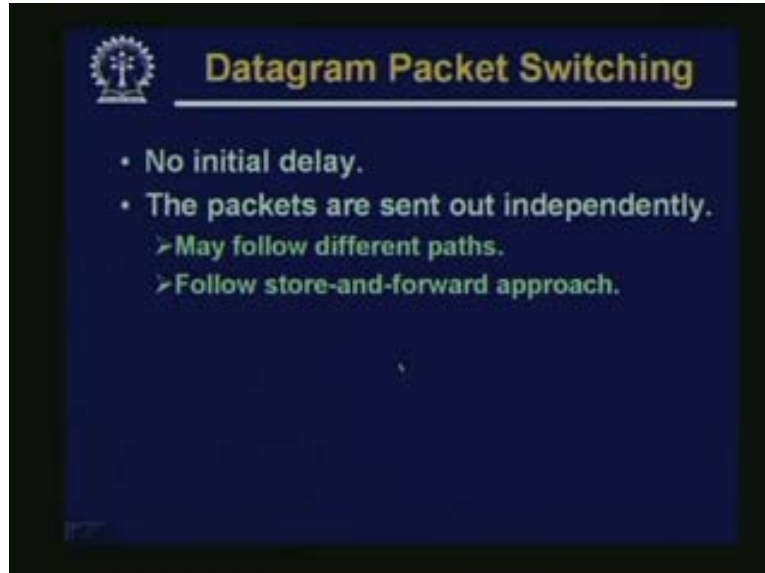 Datagram Packet Switching
• No initial delay.
• The packets are sent out independently.
➢May follow different paths.
➢Follow store-and-forward approach.